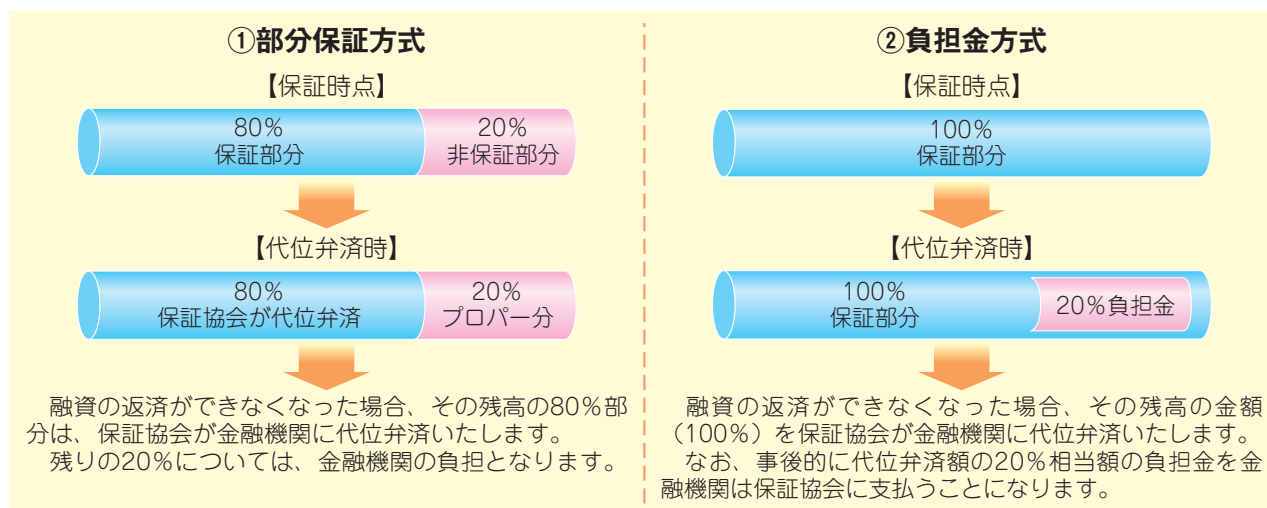 ①部分保証方式
【保証時点】
80%
保証部分
20%
非保証部分
【代位弁済時】
80%
保証協会が代位弁済
20%
プロパー分
　融資の返済ができなくなった場合、その残高の80%部
分は、保証協会が金融機関に代位弁済いたします。
　残りの20%については、金融機関の負担となります。
②負担金方式
【保証時点】
100%
保証部分
【代位弁済時】
100%
保証部分
20%負担金
　融資の返済ができなくなった場合、その残高の金額
（100%）を保証協会が金融機関に代位弁済いたします。
　なお、事後的に代位弁済額の20%相当額の負担金を金
融機関は保証協会に支払うことになります。